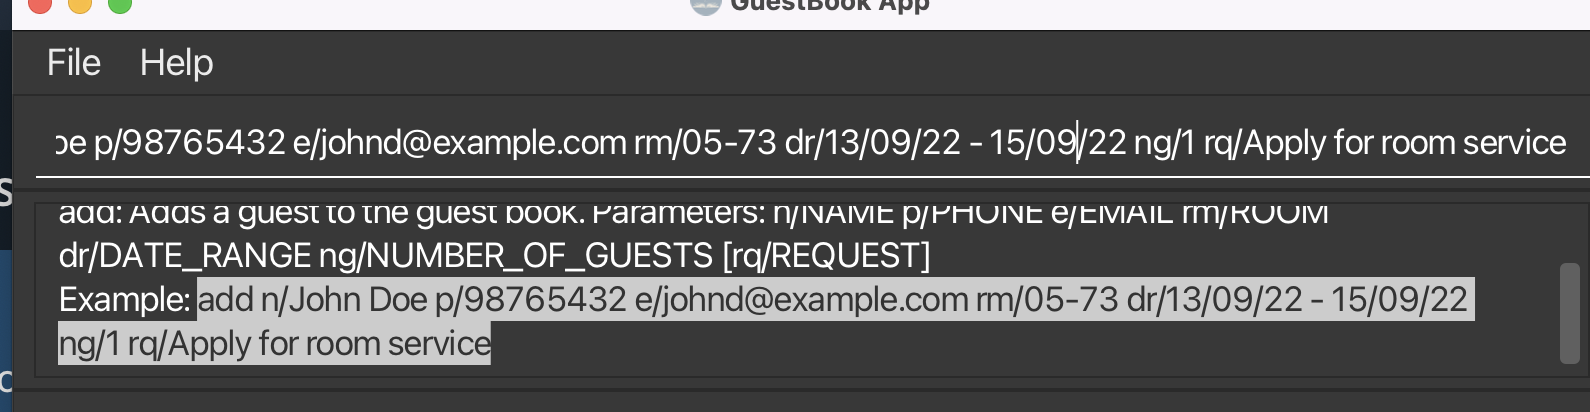 GuestBook App
File Help
oe p/98765432 e/johnd@example.com rm/05-73 dr/13/09/22 - 15/09/22 ng/1 rq/Apply for room service
add: Adds a guest to the guest book. Parameters: n/NAME p/PHONE e/EMAIL rm/ROOM
dr/DATE_RANGE ng/NUMBER_OF_GUESTS [rq/REQUEST]
Example: add n/John Doe p/98765432 e/johnd@example.com rm/05-73 dr/13/09/22 - 15/09/22
ng/1 rq/Apply for room service